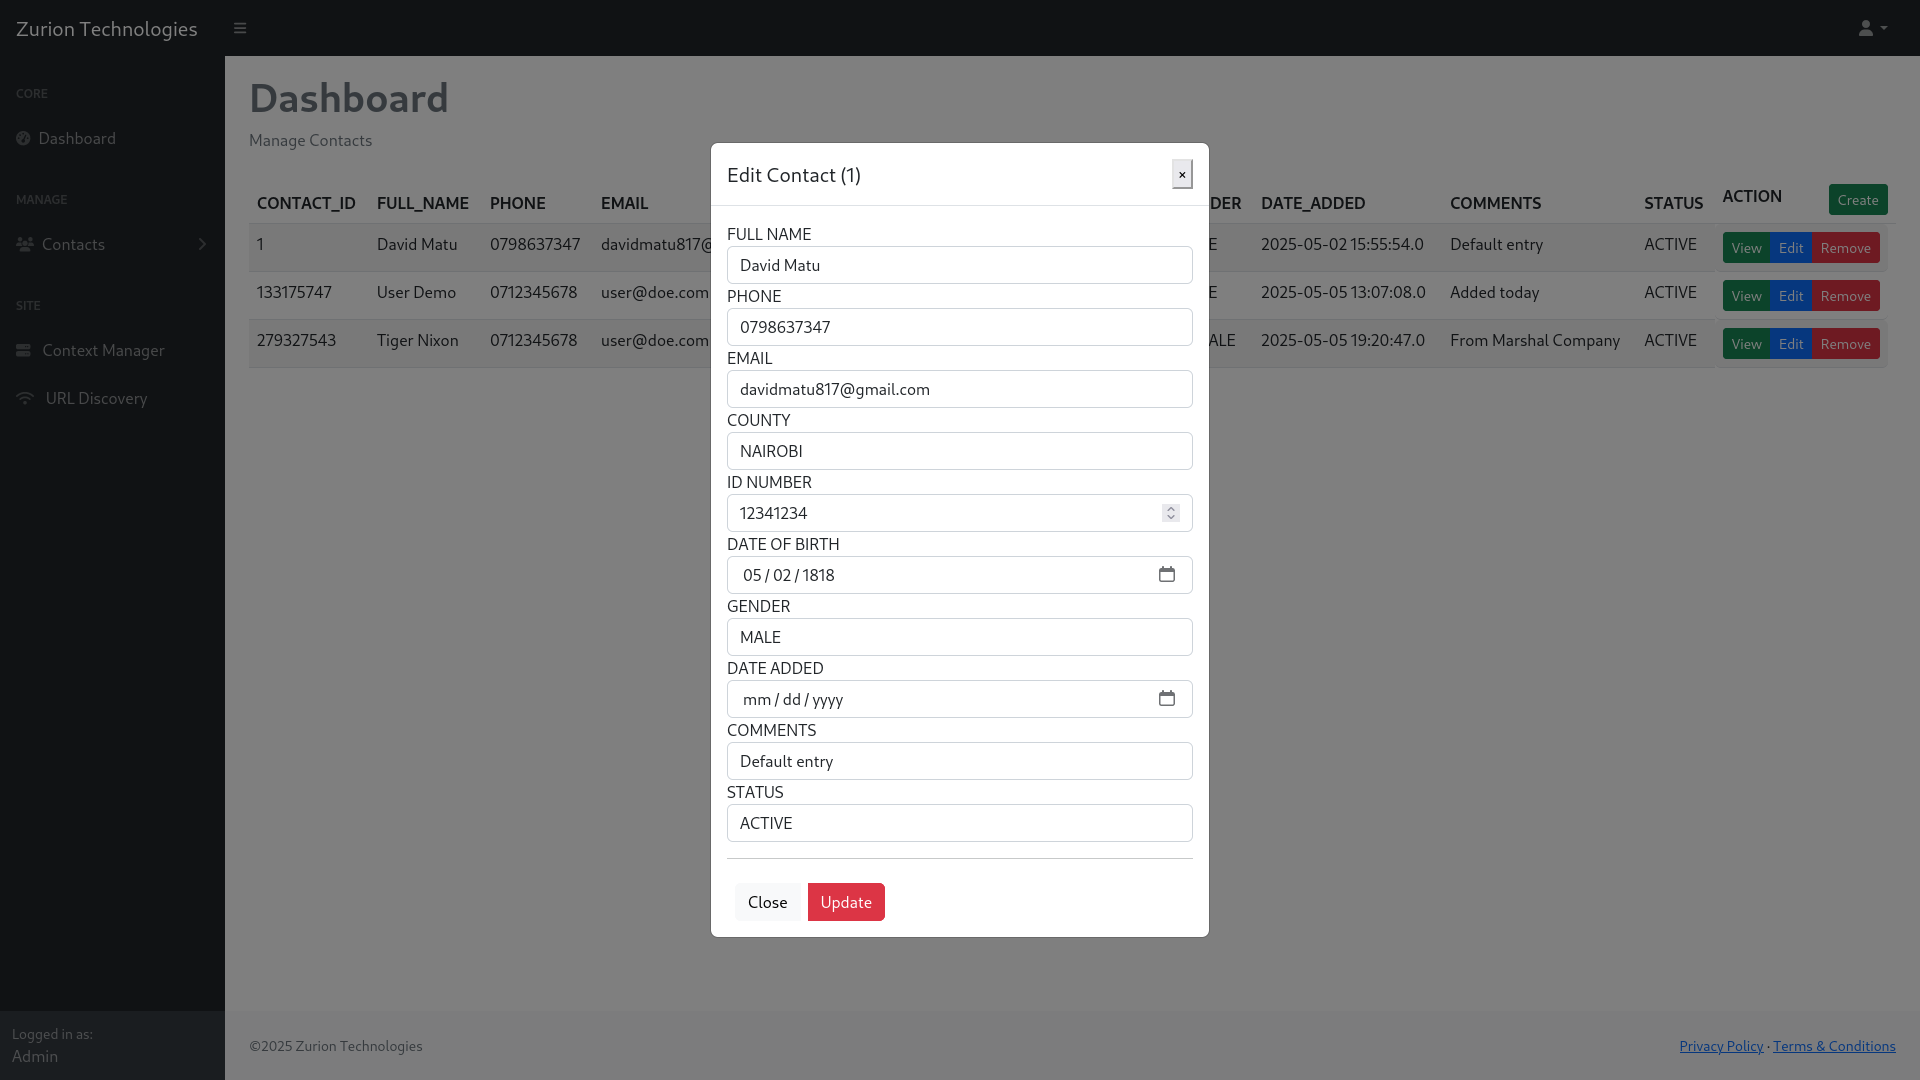 Zurion Technologies
CORE
Dashboard
MANAGE
Contacts
SITE
Context Manager
URL Discovery
Logged in as:
Admin
Dashboard
Manage Contacts
CONTACT_ID FULL_NAME PHONE EMAIL DER DATE_ADDED COMMENTS STATUS ACTION Create
1 David Matu 0798637347 davidmatu817@ E 2025-05-02 15:55:54.0 Default entry ACTIVE View Edit Remove
133175747 User Demo 0712345678 user@doe.com E 2025-05-05 13:07:08.0 Added today ACTIVE View Edit Remove
279327543 Tiger Nixon 0712345678 user@doe.com ALE 2025-05-05 19:20:47.0 From Marshal Company ACTIVE View Edit Remove
Edit Contact (1) ×
FULL NAME
David Matu
PHONE
0798637347
EMAIL
davidmatu817@gmail.com
COUNTY
NAIROBI
ID NUMBER
12341234
DATE OF BIRTH
05 / 02 / 1818
GENDER
MALE
DATE ADDED
mm / dd / yyyy
COMMENTS
Default entry
STATUS
ACTIVE
Close Update
©2025 Zurion Technologies
Privacy Policy · Terms & Conditions